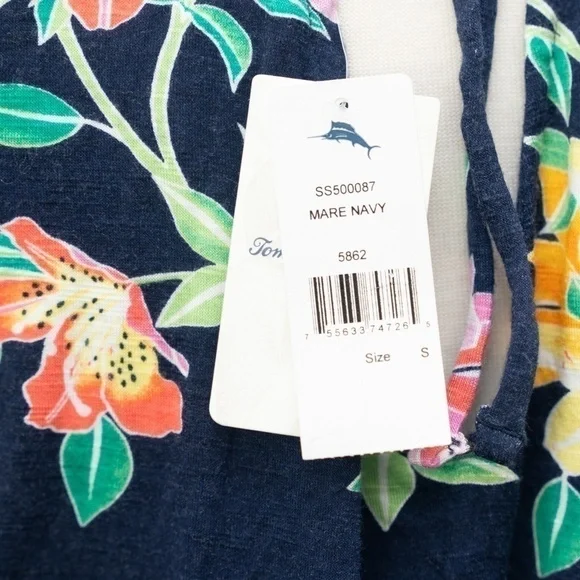 SS500087
MARE NAVY
5862
7 55633 74726 5
Size S
Tom